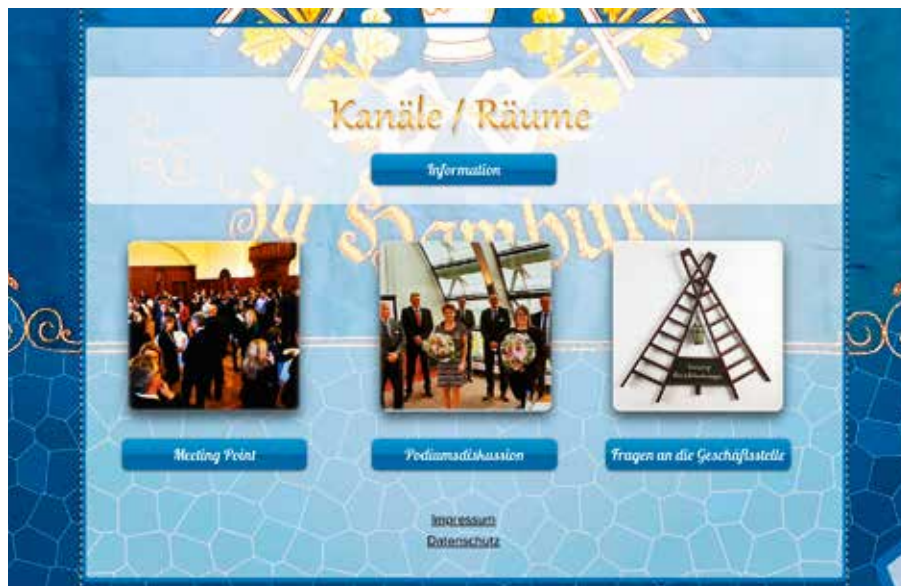 Kanäle / Räume
Information
Zu Hamburg
Meeting Point
Podiumsdiskussion
Fragen an die Geschäftsstelle
Impressum
Datenschutz